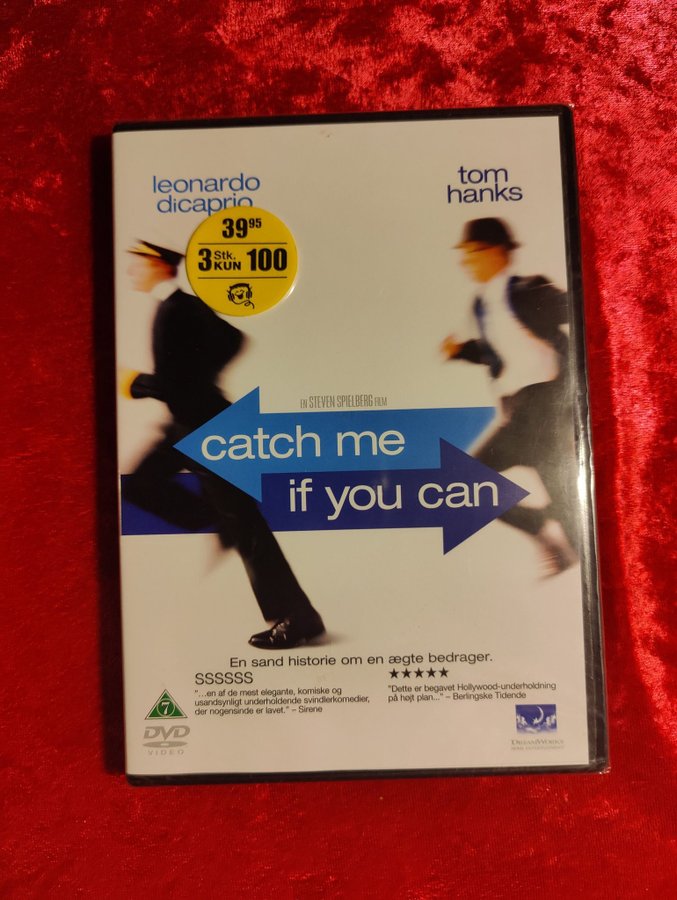 leonardo
dicaprio
tom
hanks
39 95
3 Stk. KUN 100
EN STEVEN SPIELBERG FILM
catch me
if you can
En sand historie om en ægte bedrager.
SSSSSS
"...en af de mest elegante, komiske og
usandsynligt underholdende svindlerkomedier,
der nogensinde er lavet." – Sirene
★★★★★
"Dette er begavet Hollywood-underholdning
på højt plan..." – Berlingske Tidende
7
DVD
VIDEO
DREAMWORKS
HOME ENTERTAINMENT